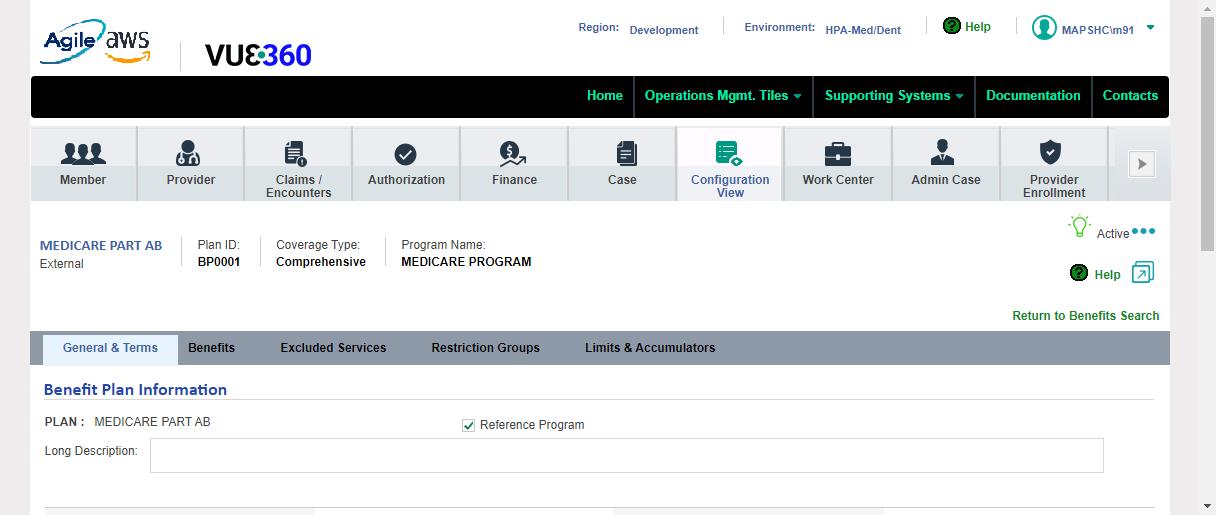 Agile aws
VUE360
Region: Development
Environment: HPA-Med/Dent
? Help
MAPSHC\m91
Home
Operations Mgmt. Tiles
Supporting Systems
Documentation
Contacts
Member
Provider
Claims /
Encounters
Authorization
Finance
Case
Configuration
View
Work Center
Admin Case
Provider
Enrollment
MEDICARE PART AB
External
Plan ID:
BP0001
Coverage Type:
Comprehensive
Program Name:
MEDICARE PROGRAM
Active
? Help
Return to Benefits Search
General & Terms
Benefits
Excluded Services
Restriction Groups
Limits & Accumulators
Benefit Plan Information
PLAN : MEDICARE PART AB
Reference Program
Long Description: